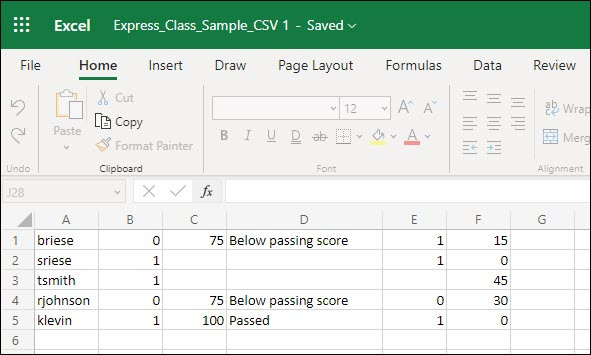 Excel Express_Class_Sample_CSV 1 - Saved
File Home Insert Draw Page Layout Formulas Data Review
Cut
Copy
Paste Format Painter
12 A A
B I U D ab A
ab Wrap
Merg
Undo Clipboard Font Alignment
J28 fx
A B C D E F G
1 briese 0 75 Below passing score 1 15
2 sriese 1 1 0
3 tsmith 1 45
4 rjohnson 0 75 Below passing score 0 30
5 klevin 1 100 Passed 1 0
6